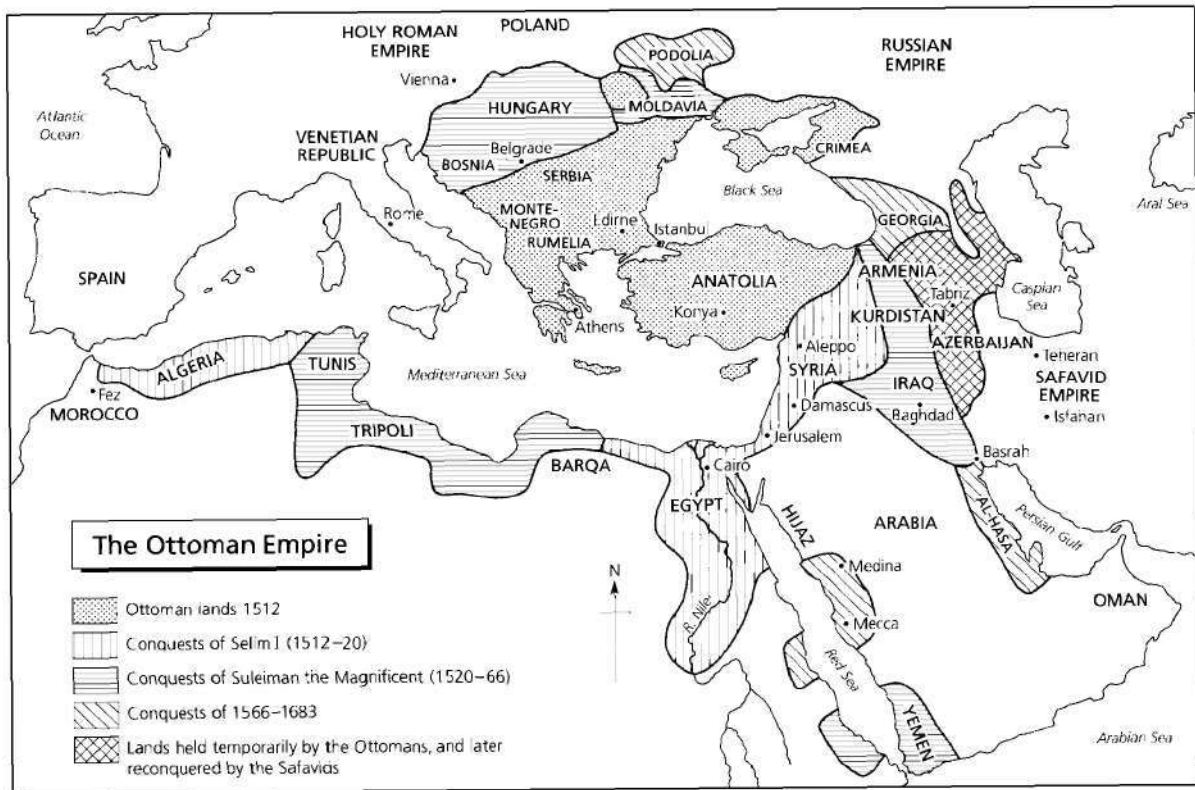 HOLY ROMAN
EMPIRE
POLAND
RUSSIAN
EMPIRE
PODOLIA
Vienna
Atlantic
Ocean
HUNGARY
MOLDAVIA
VENETIAN
REPUBLIC
CRIMEA
Belgrade
BOSNIA
SERBIA
Black Sea
Aral Sea
MONTE-
NEGRO
Rome
Edirne
Istanbul
GEORGIA
RUMELIA
SPAIN
ANATOLIA
ARMENIA
Caspian
Sea
Tabriz
Konya
KURDISTAN
Athens
Aleppo
AZERBAIJAN
Teheran
ALGERIA
TUNIS
Mediterranean Sea
SYRIA
SAFAVID
EMPIRE
Fez
MOROCCO
IRAQ
Damascus
Baghdad
Isfahan
TRIPOLI
Jerusalem
BARQA
Cairo
Basrah
EGYPT
HIJAZ
ARABIA
AL-HASA
Persian Gulf
The Ottoman Empire
N
Medina
OMAN
R. Nile
Mecca
Red Sea
YEMEN
Arabian Sea
Ottoman lands 1512
Conquests of Selim I (1512–20)
Conquests of Suleiman the Magnificent (1520–66)
Conquests of 1566–1683
Lands held temporarily by the Ottomans, and later
reconquered by the Safavids